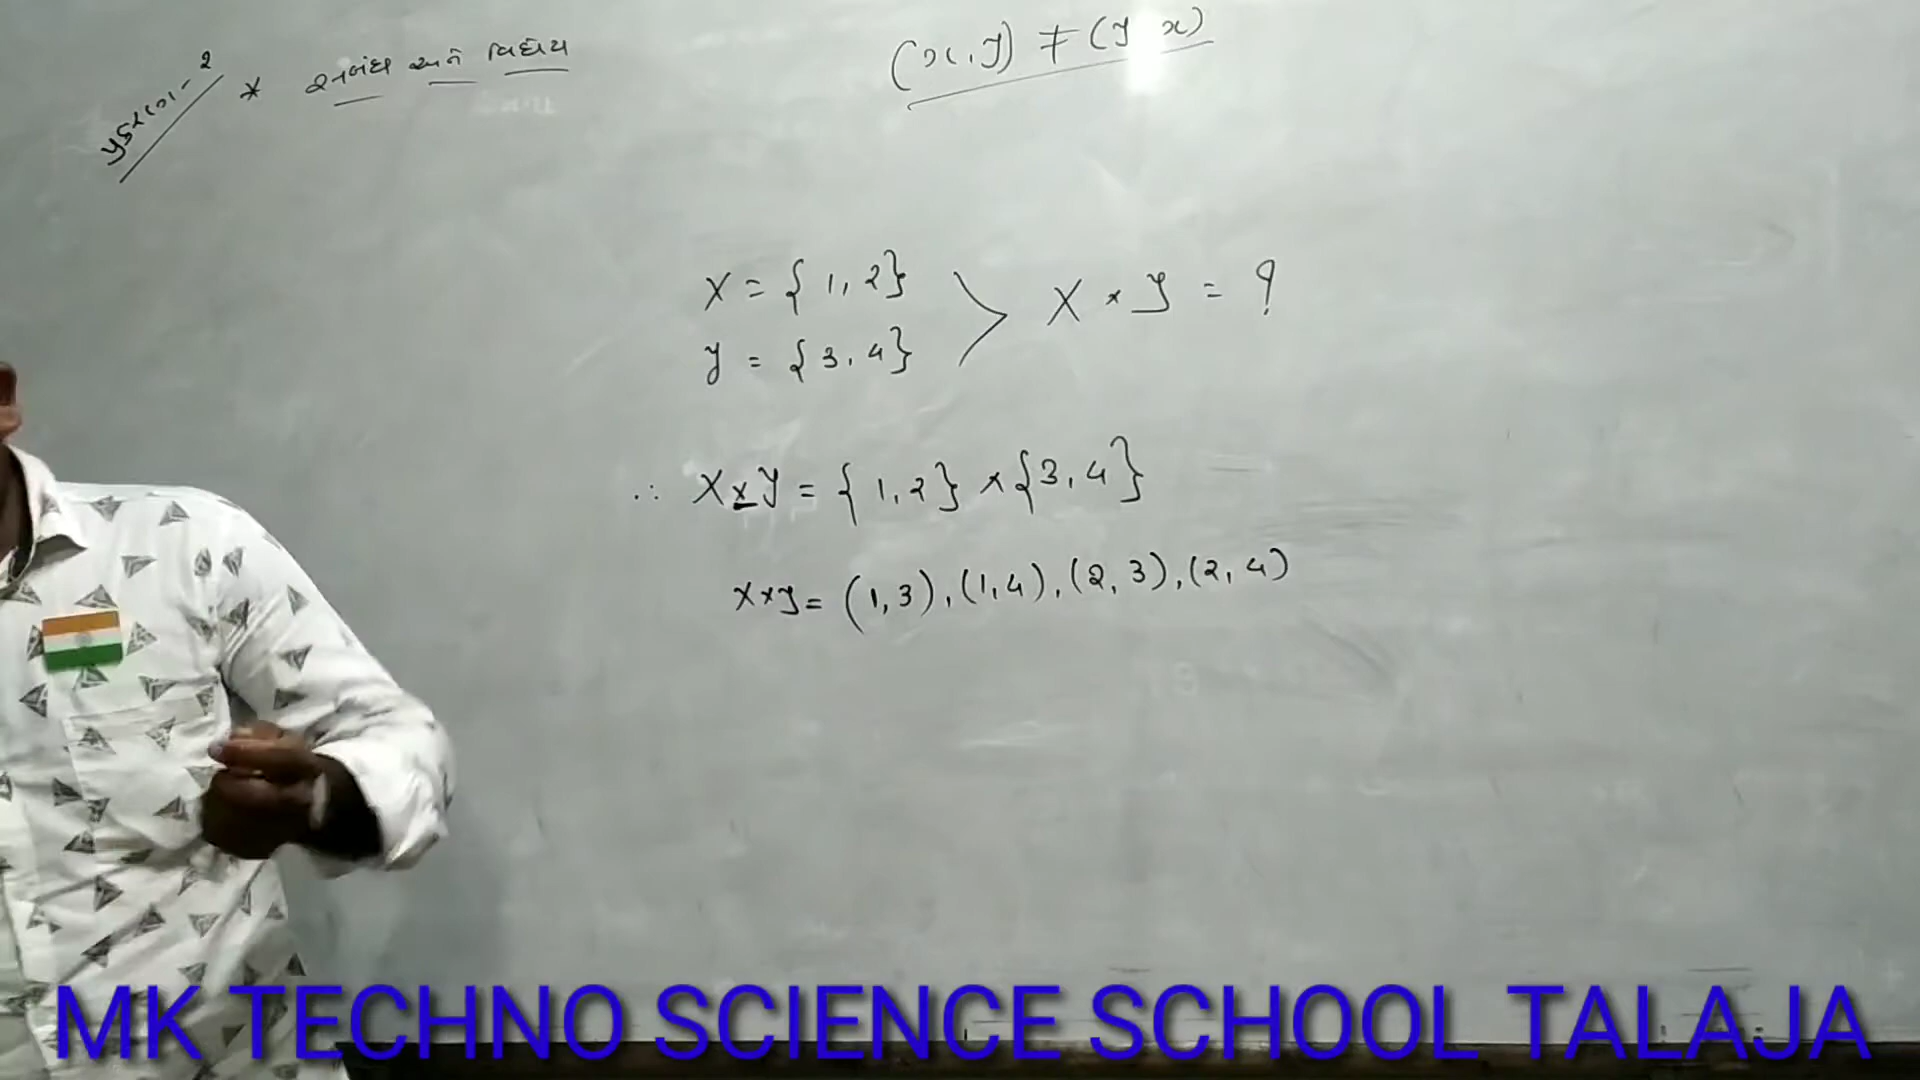 પ્રકરણ-2
* સંબંધ અને વિધેય
(x, y) ≠ (y x)
X = { 1, 2}
y = { 3, 4}
X × y = ?
∴ X × y = { 1, 2} × {3, 4}
X × y = (1, 3), (1, 4), (2, 3), (2, 4)
MK TECHNO SCIENCE SCHOOL TALAJA